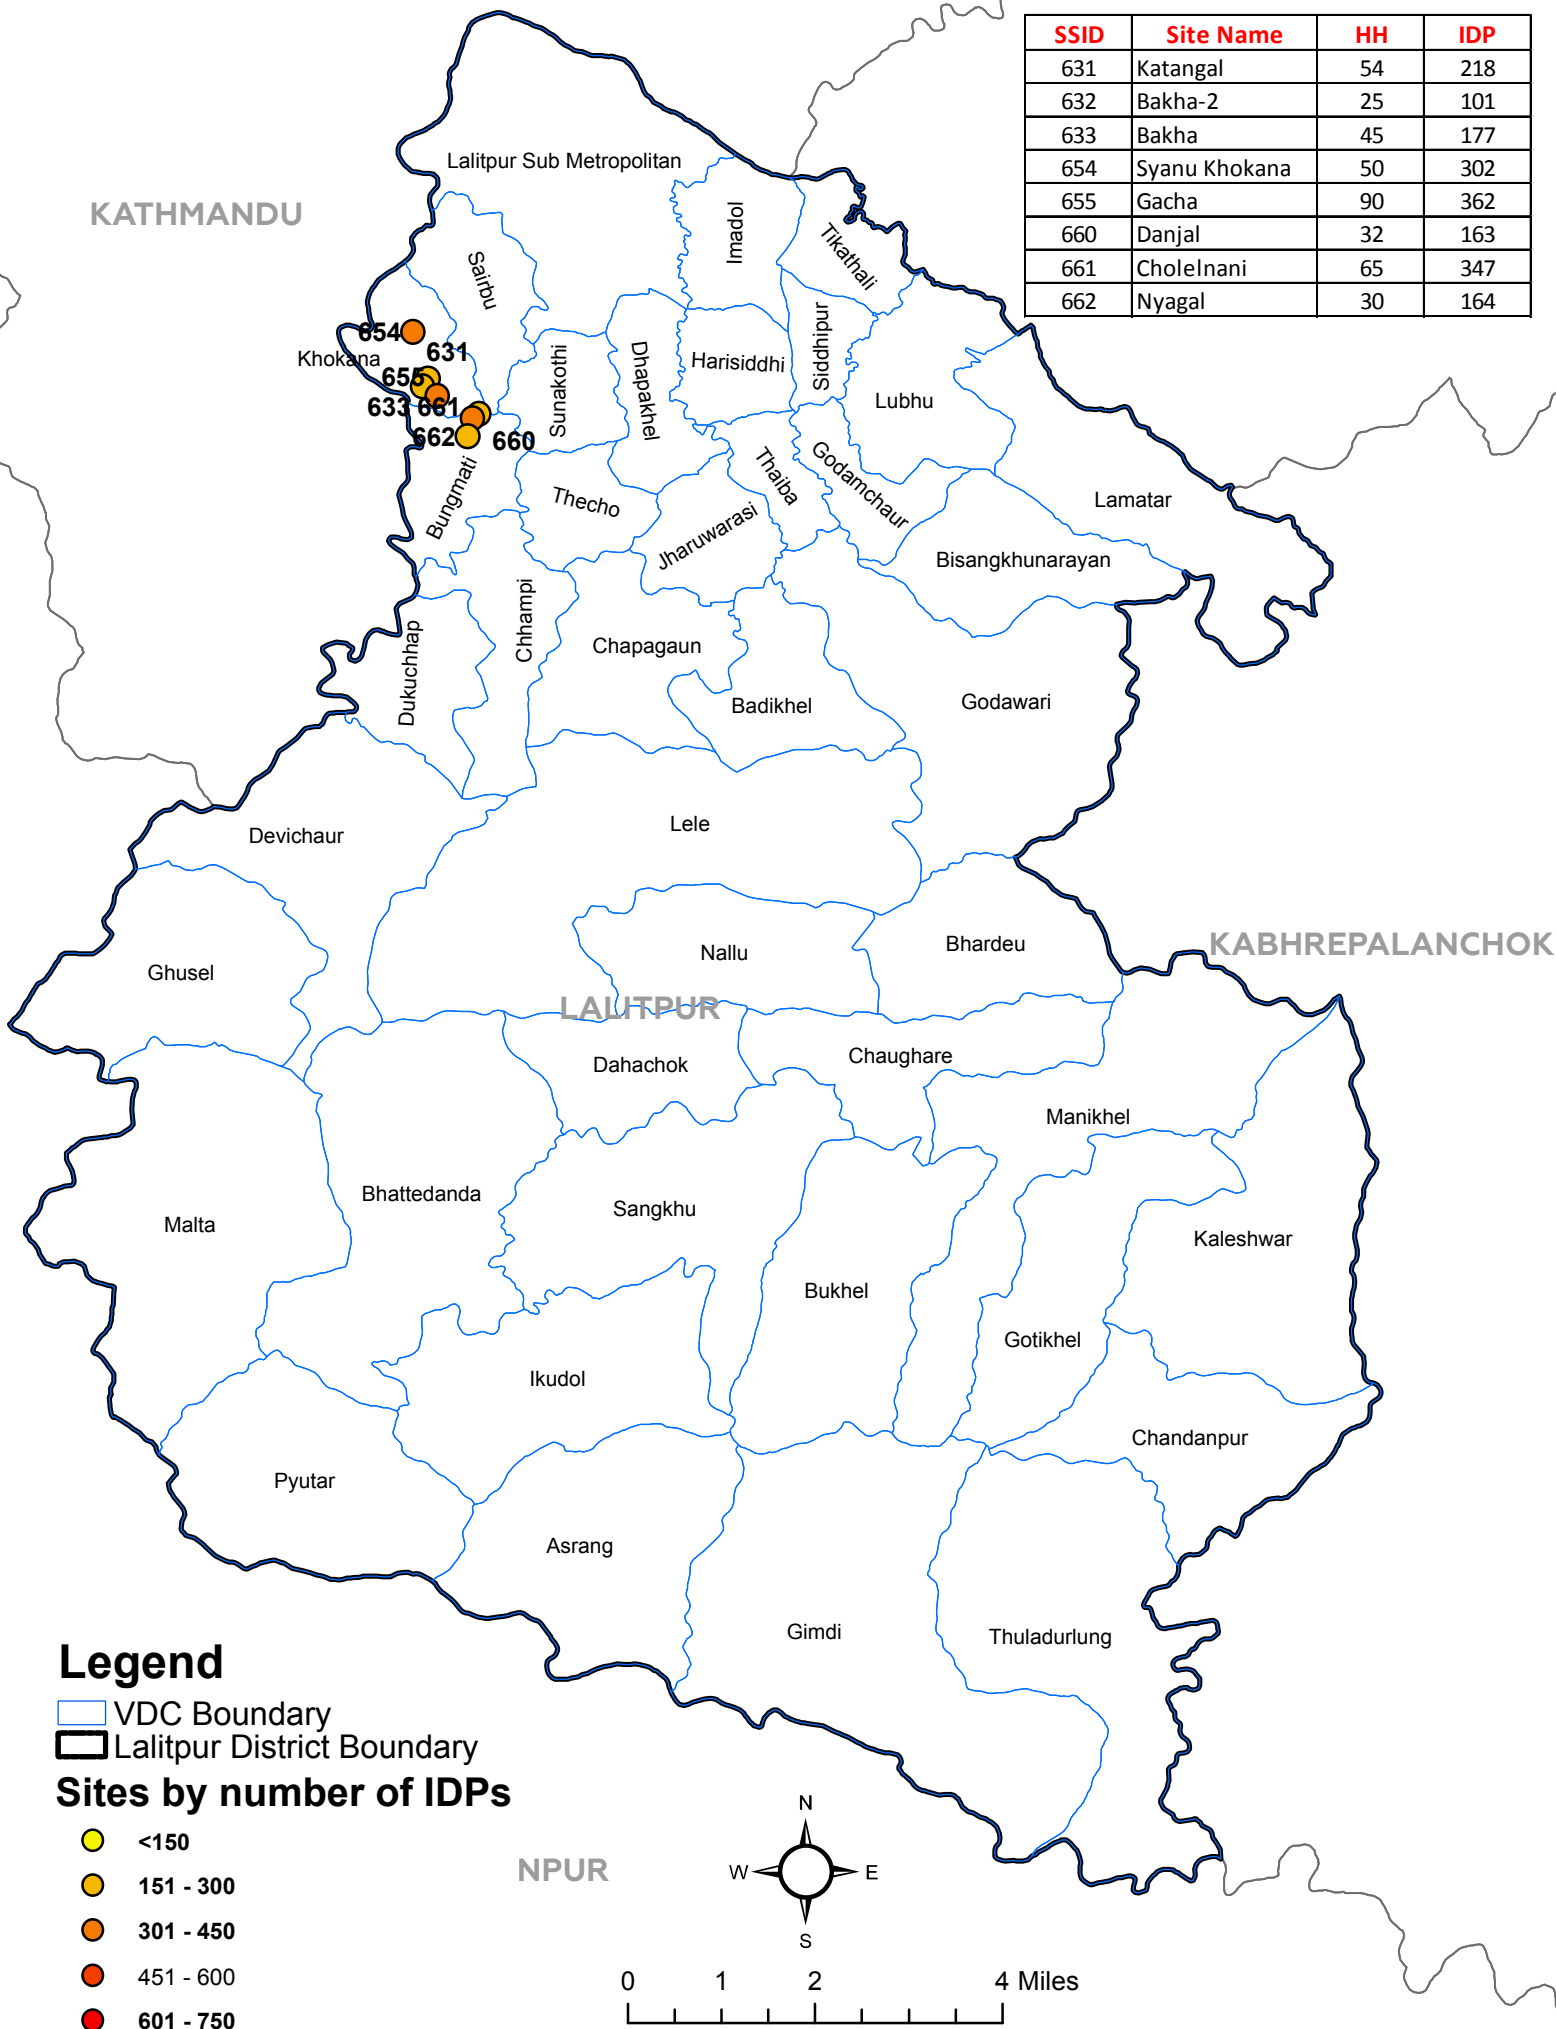 SSID Site Name HH IDP
631 Katangal 54 218
632 Bakha-2 25 101
633 Bakha 45 177
654 Syanu Khokana 50 302
655 Gacha 90 362
660 Danjal 32 163
661 Cholelnani 65 347
662 Nyagal 30 164
Lalitpur Sub Metropolitan
KATHMANDU
Imadol
Tikathali
Sairbu
654
631
Khokana
655
633
661
662
660
Sunakothi
Dhapakhel
Harisiddhi
Siddhipur
Lubhu
Bungmati
Thecho
Jharuwarasi
Thaiba
Godamchaur
Lamatar
Bisangkhunarayan
Dukuchhap
Chhampi
Chapagaun
Badikhel
Godawari
Devichaur
Lele
Ghusel
Nallu
Bhardeu
KABHREPALANCHOK
LALITPUR
Dahachok
Chaughare
Manikhel
Malta
Bhattedanda
Sangkhu
Kaleshwar
Bukhel
Gotikhel
Ikudol
Chandanpur
Pyutar
Asrang
Gimdi
Thuladurlung
Legend
VDC Boundary
Lalitpur District Boundary
Sites by number of IDPs
<150
151 - 300
301 - 450
451 - 600
601 - 750
NPUR
N
W E
S
0 1 2 4 Miles